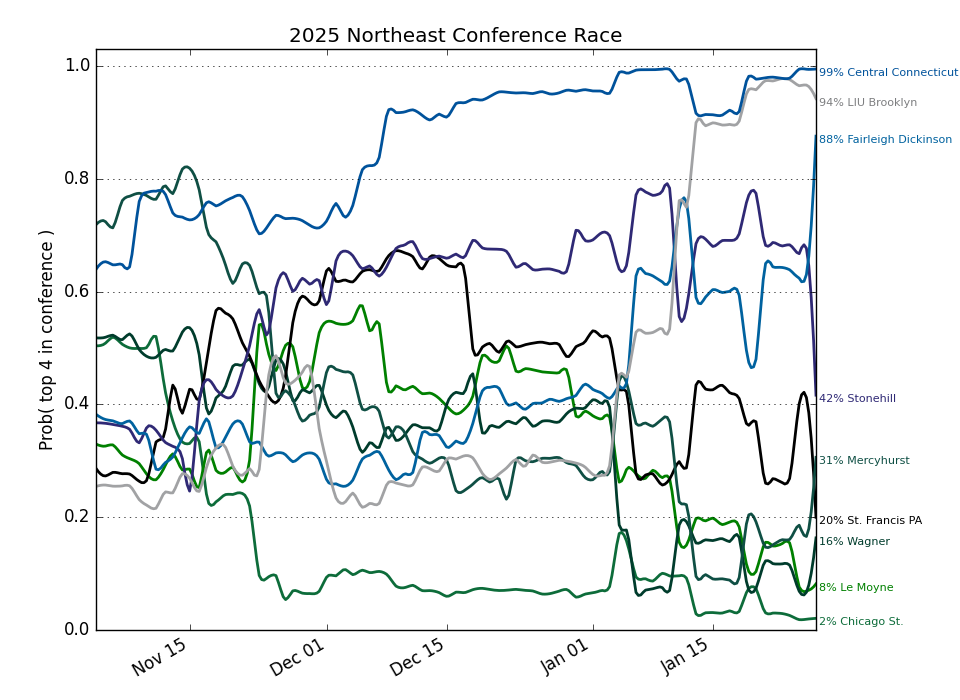 2025 Northeast Conference Race
Prob( top 4 in conference )
1.0
0.8
0.6
0.4
0.2
0.0
Nov 15
Dec 01
Dec 15
Jan 01
Jan 15
99% Central Connecticut
94% LIU Brooklyn
88% Fairleigh Dickinson
42% Stonehill
31% Mercyhurst
20% St. Francis PA
16% Wagner
8% Le Moyne
2% Chicago St.